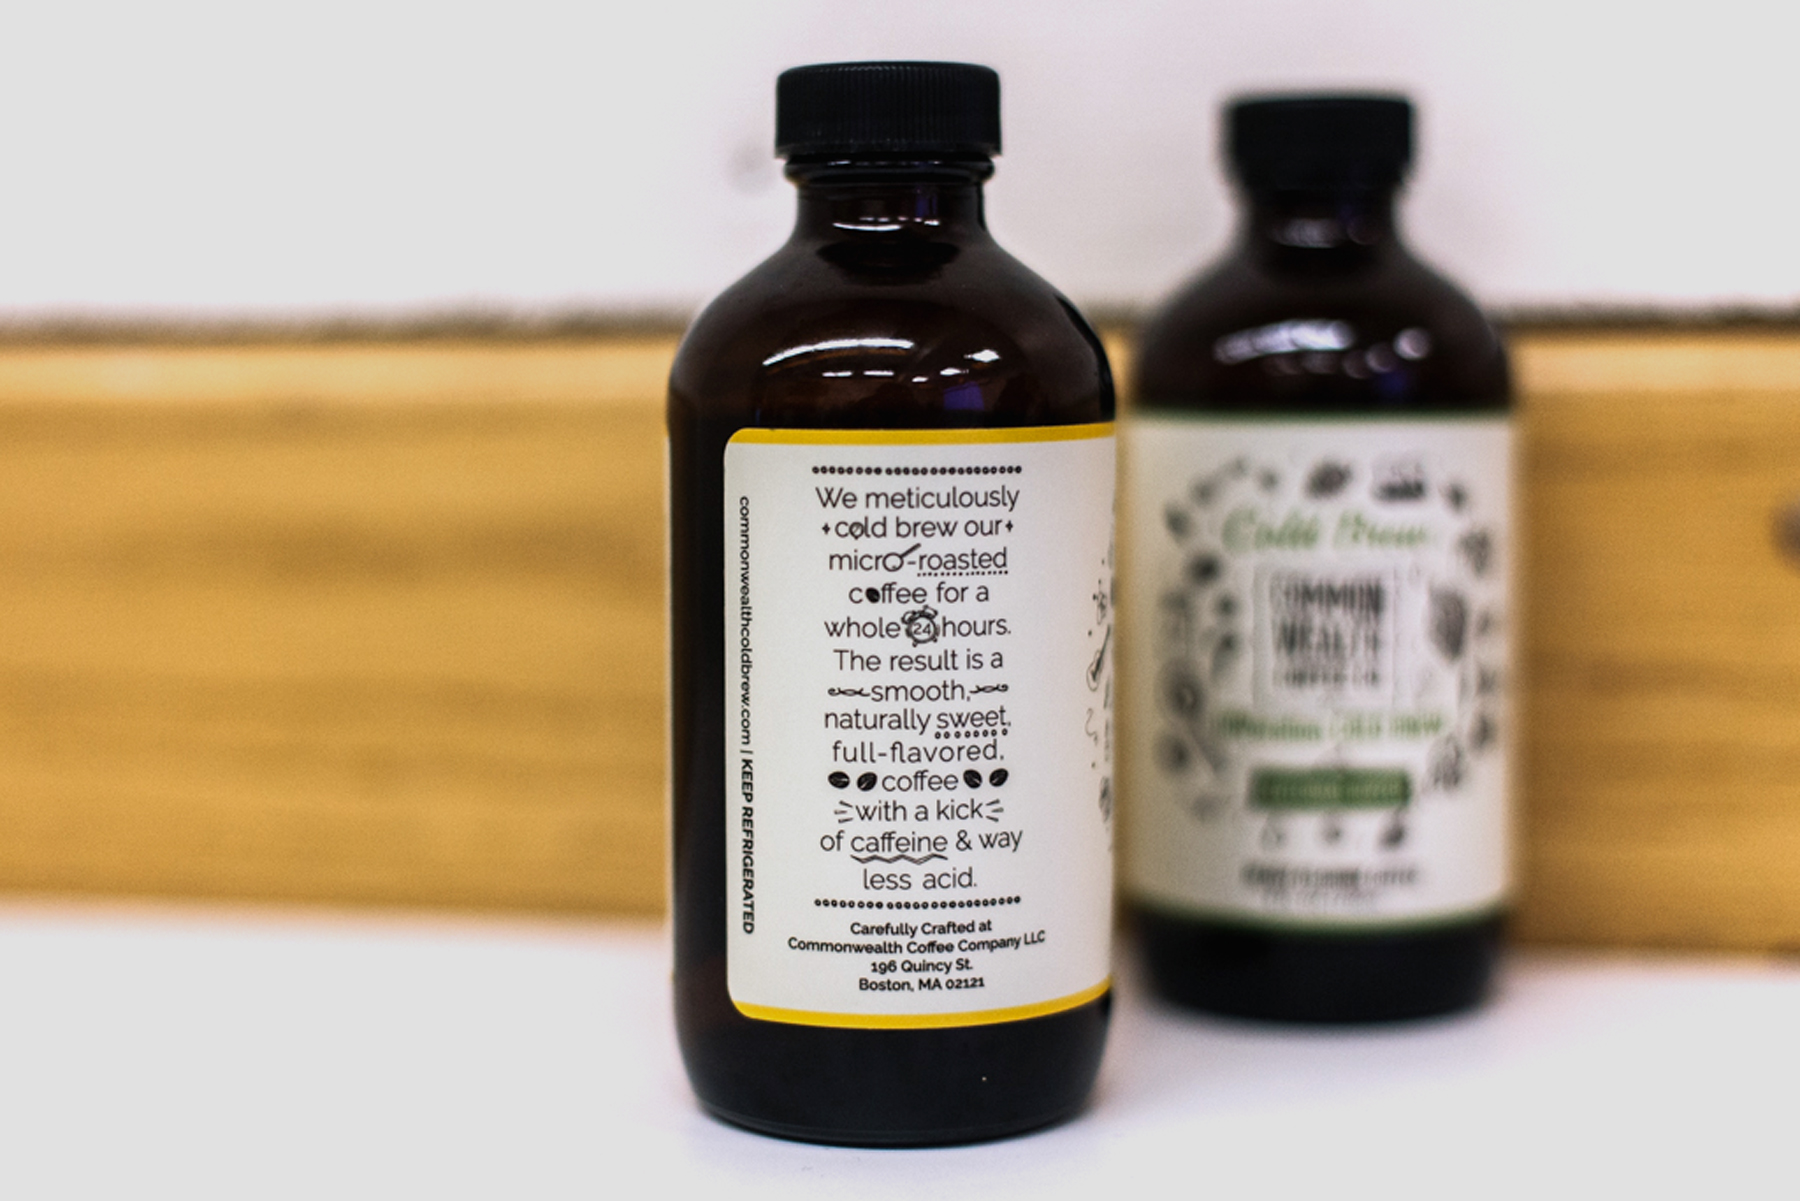 We meticulously
cold brew our
micro-roasted
coffee for a
whole 24 hours.
The result is a
smooth,
naturally sweet,
full-flavored,
coffee
with a kick
of caffeine & way
less acid.
Carefully Crafted at
Commonwealth Coffee Company LLC
196 Quincy St.
Boston, MA 02121
commonwealthcoldbrew.com | KEEP REFRIGERATED
Cold Brew
COMMON
WEALTH
COFFEE CO.